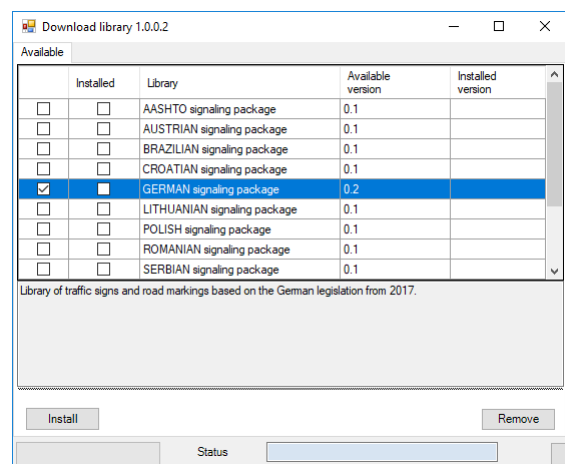 Download library 1.0.0.2
Available
Installed Library Available version Installed version
AASHTO signaling package 0.1
AUSTRIAN signaling package 0.1
BRAZILIAN signaling package 0.1
CROATIAN signaling package 0.1
GERMAN signaling package 0.2
LITHUANIAN signaling package 0.1
POLISH signaling package 0.1
ROMANIAN signaling package 0.1
SERBIAN signaling package 0.1
Library of traffic signs and road markings based on the German legislation from 2017.
Install Remove
Status